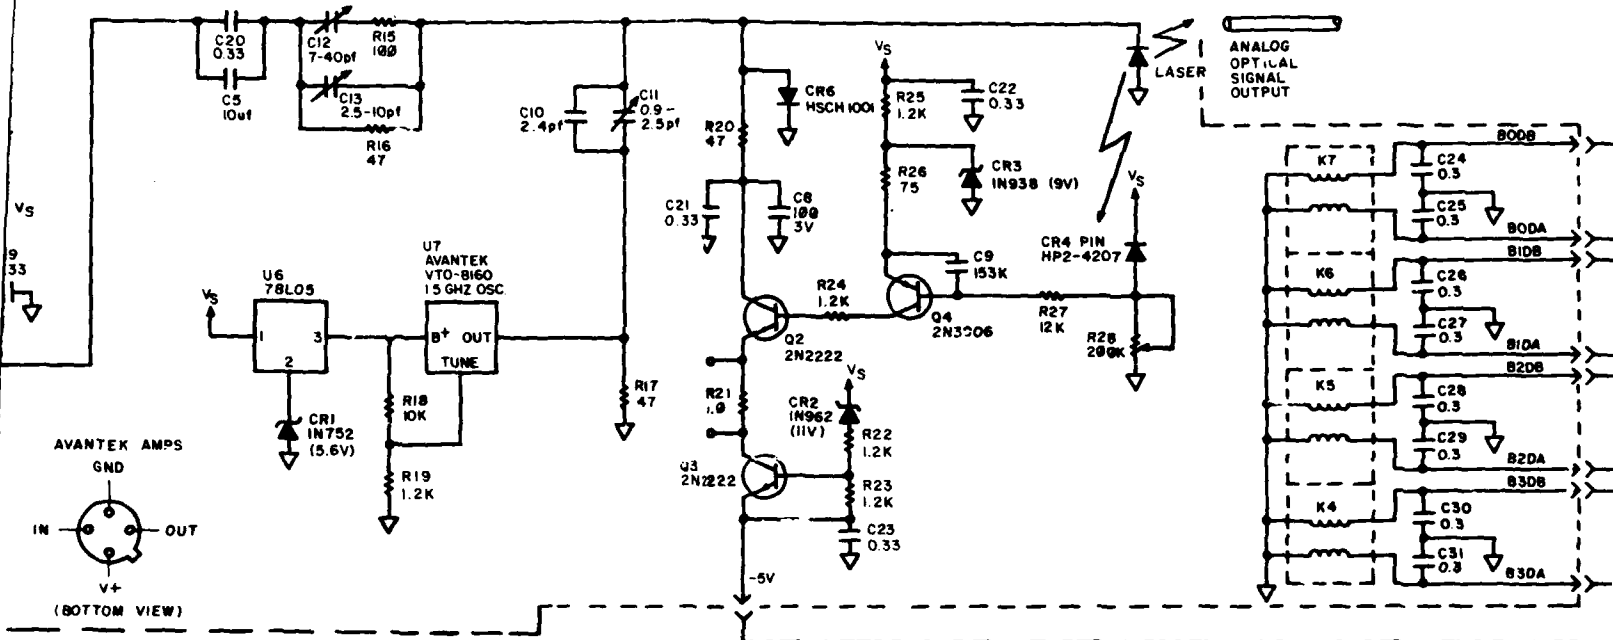 C20
0.33
C5
10uf
C12
7-40pf
R15
100
C13
2.5-10pf
R16
47
C10
2.4pf
C11
0.9-
2.5pf
R20
47
CR6
HSCH 1001
VS
R25
1.2K
C22
0.33
R26
75
CR3
1N938 (9V)
LASER
ANALOG
OPTICAL
SIGNAL
OUTPUT
VS
9
33
C21
0.33
C8
100
3V
VS
CR4 PIN
HP2-4207
C9
153K
R24
1.2K
Q4
2N3906
R27
12K
R28
200K
U6
78L05
VS
1
3
2
U7
AVANTEK
VTO-8160
1.5 GHZ OSC.
B+ OUT
TUNE
CR1
1N752
(5.6V)
R18
10K
R19
1.2K
R17
47
Q2
2N2222
R21
1.0
VS
CR2
1N962
(11V)
R22
1.2K
Q3
2N2222
R23
1.2K
C23
0.33
-5V
AVANTEK AMPS
GND
IN
OUT
V+
(BOTTOM VIEW)
K7
C24
0.3
B0DB
C25
0.3
B0DA
B1DB
K6
C26
0.3
C27
0.3
B1DA
B2DB
K5
C28
0.3
C29
0.3
B2DA
B3DB
K4
C30
0.3
C31
0.3
B3DA